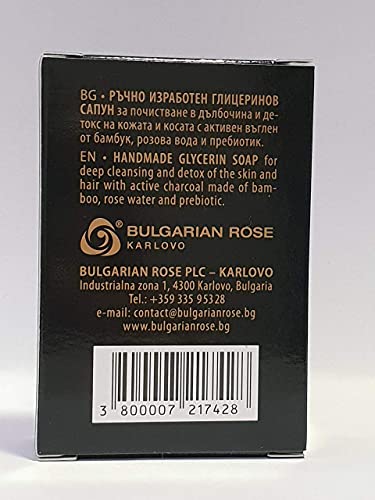 BG • РЪЧНО ИЗРАБОТЕН ГЛИЦЕРИНОВ
САПУН за почистване в дълбочина и де-
токс на кожата и косата с активен въглен
от бамбук, розова вода и пребиотик.
EN • HANDMADE GLYCERIN SOAP for
deep cleansing and detox of the skin and
hair with active charcoal made of bam-
boo, rose water and prebiotic.
® BULGARIAN ROSE
KARLOVO
BULGARIAN ROSE PLC – KARLOVO
Industrialna zona 1, 4300 Karlovo, Bulgaria
Tel.: +359 335 95328
e-mail: contact@bulgarianrose.bg
www.bulgarianrose.bg
3 800007 217428